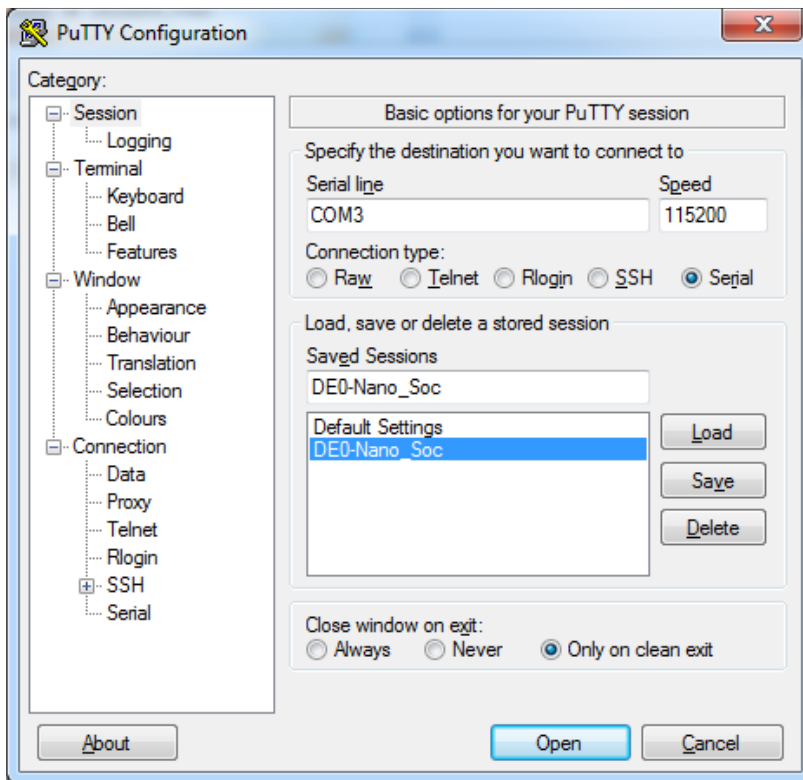 PuTTY Configuration
Category:
Session
Logging
Terminal
Keyboard
Bell
Features
Window
Appearance
Behaviour
Translation
Selection
Colours
Connection
Data
Proxy
Telnet
Rlogin
SSH
Serial
Basic options for your PuTTY session
Specify the destination you want to connect to
Serial line Speed
COM3 115200
Connection type:
Raw Telnet Rlogin SSH Serial
Load, save or delete a stored session
Saved Sessions
DE0-Nano_Soc
Default Settings
DE0-Nano_Soc
Load
Save
Delete
Close window on exit:
Always Never Only on clean exit
About Open Cancel